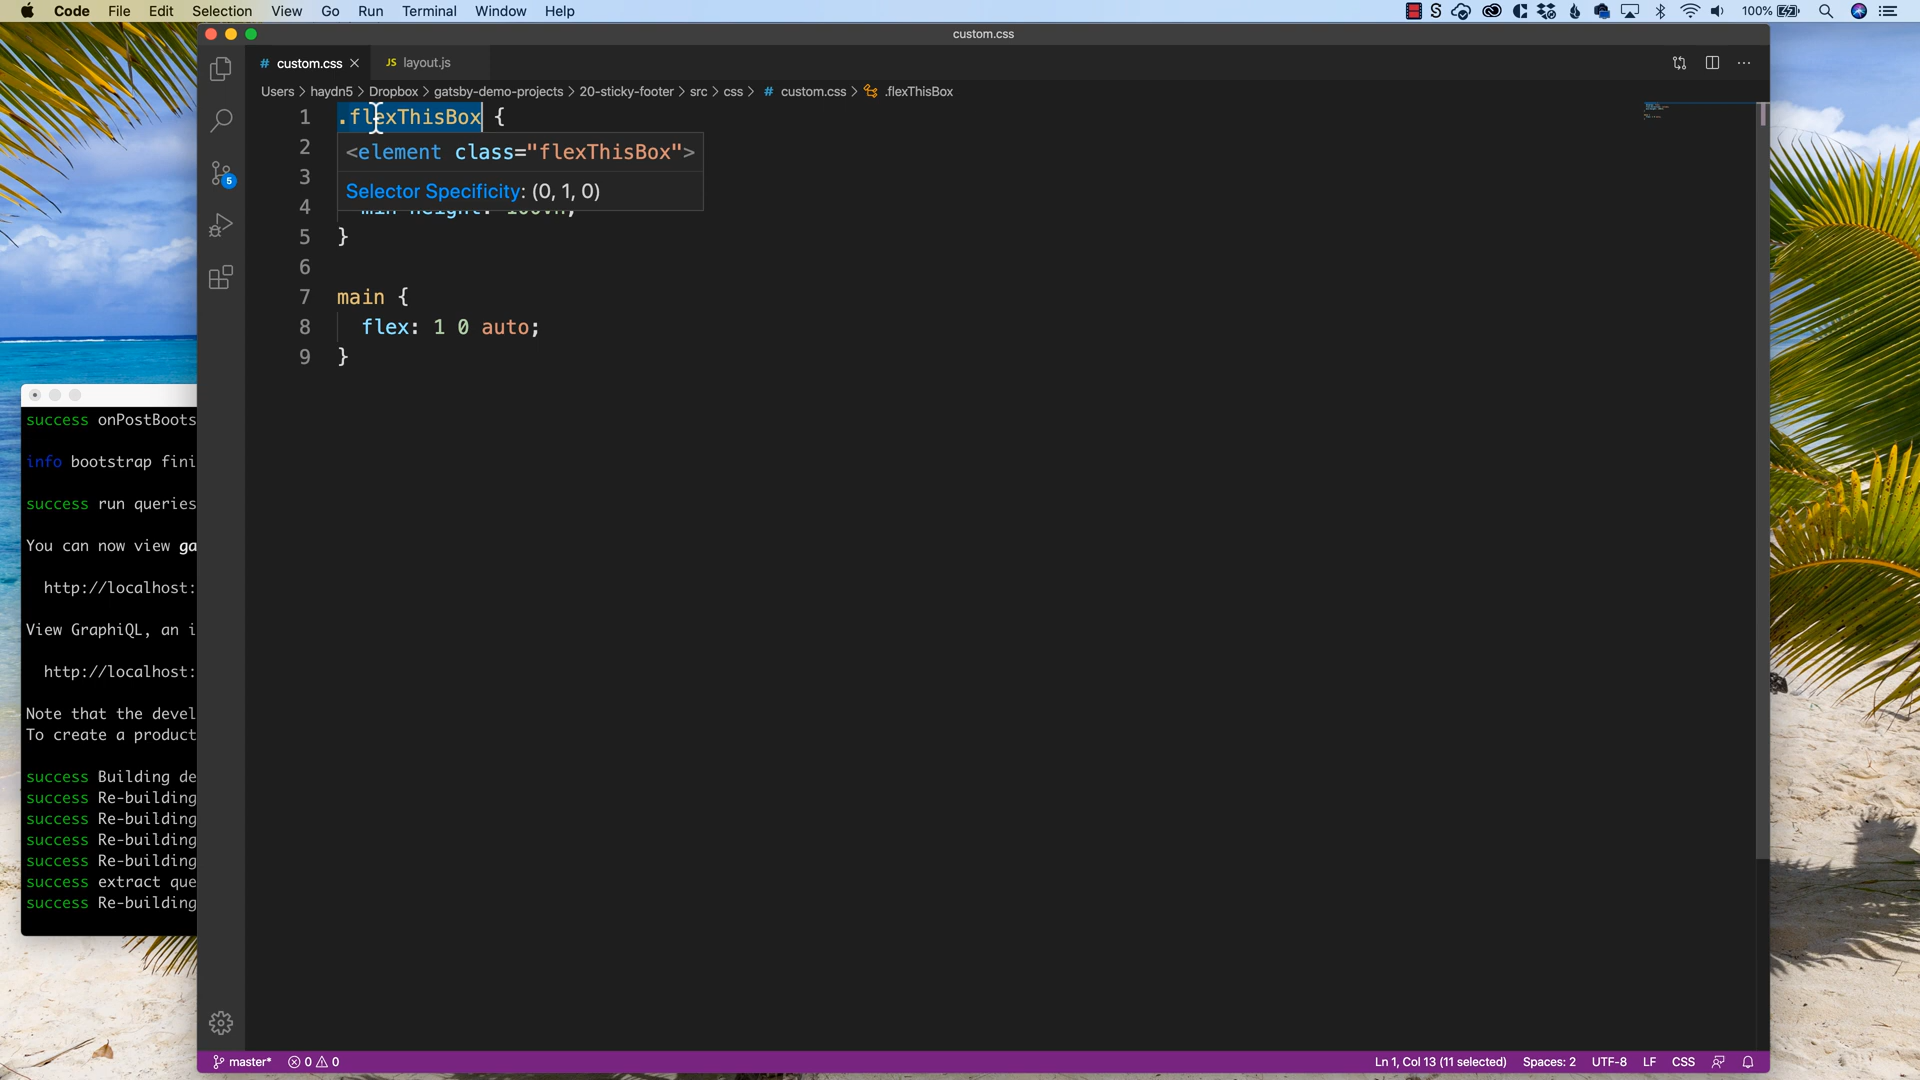 Code File Edit Selection View Go Run Terminal Window Help
100%
custom.css
# custom.css
JS layout.js
Users > haydn5 > Dropbox > gatsby-demo-projects > 20-sticky-footer > src > css > # custom.css > .flexThisBox
1 .flexThisBox {
2 <element class="flexThisBox">
3 Selector Specificity: (0, 1, 0)
4 min-height: 100vh;
5 }
6
7 main {
8 flex: 1 0 auto;
9 }
5
success onPostBoots
info bootstrap fini
success run queries
You can now view ga
http://localhost:
View GraphiQL, an i
http://localhost:
Note that the devel
To create a product
success Building de
success Re-building
success Re-building
success Re-building
success Re-building
success extract que
success Re-building
master* 0 0
Ln 1, Col 13 (11 selected) Spaces: 2 UTF-8 LF CSS